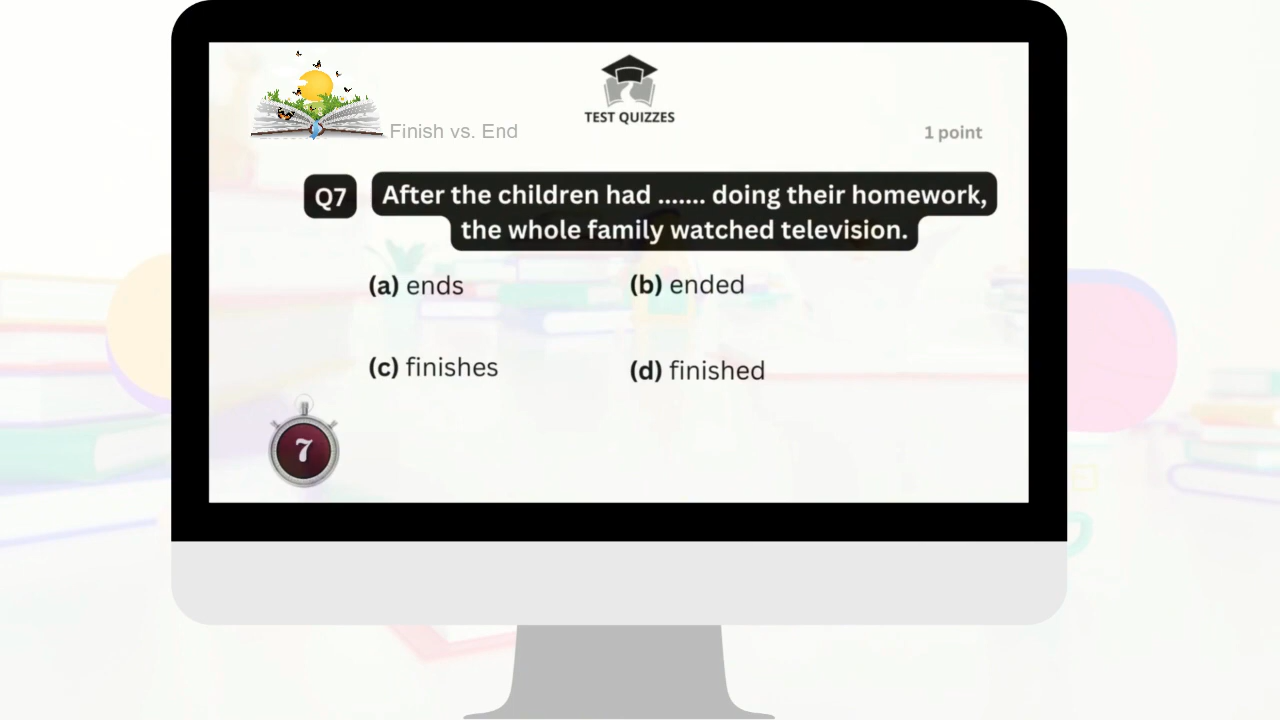 TEST QUIZZES
Finish vs. End
1 point
Q7
After the children had ....... doing their homework,
the whole family watched television.
(a) ends
(b) ended
(c) finishes
(d) finished
7